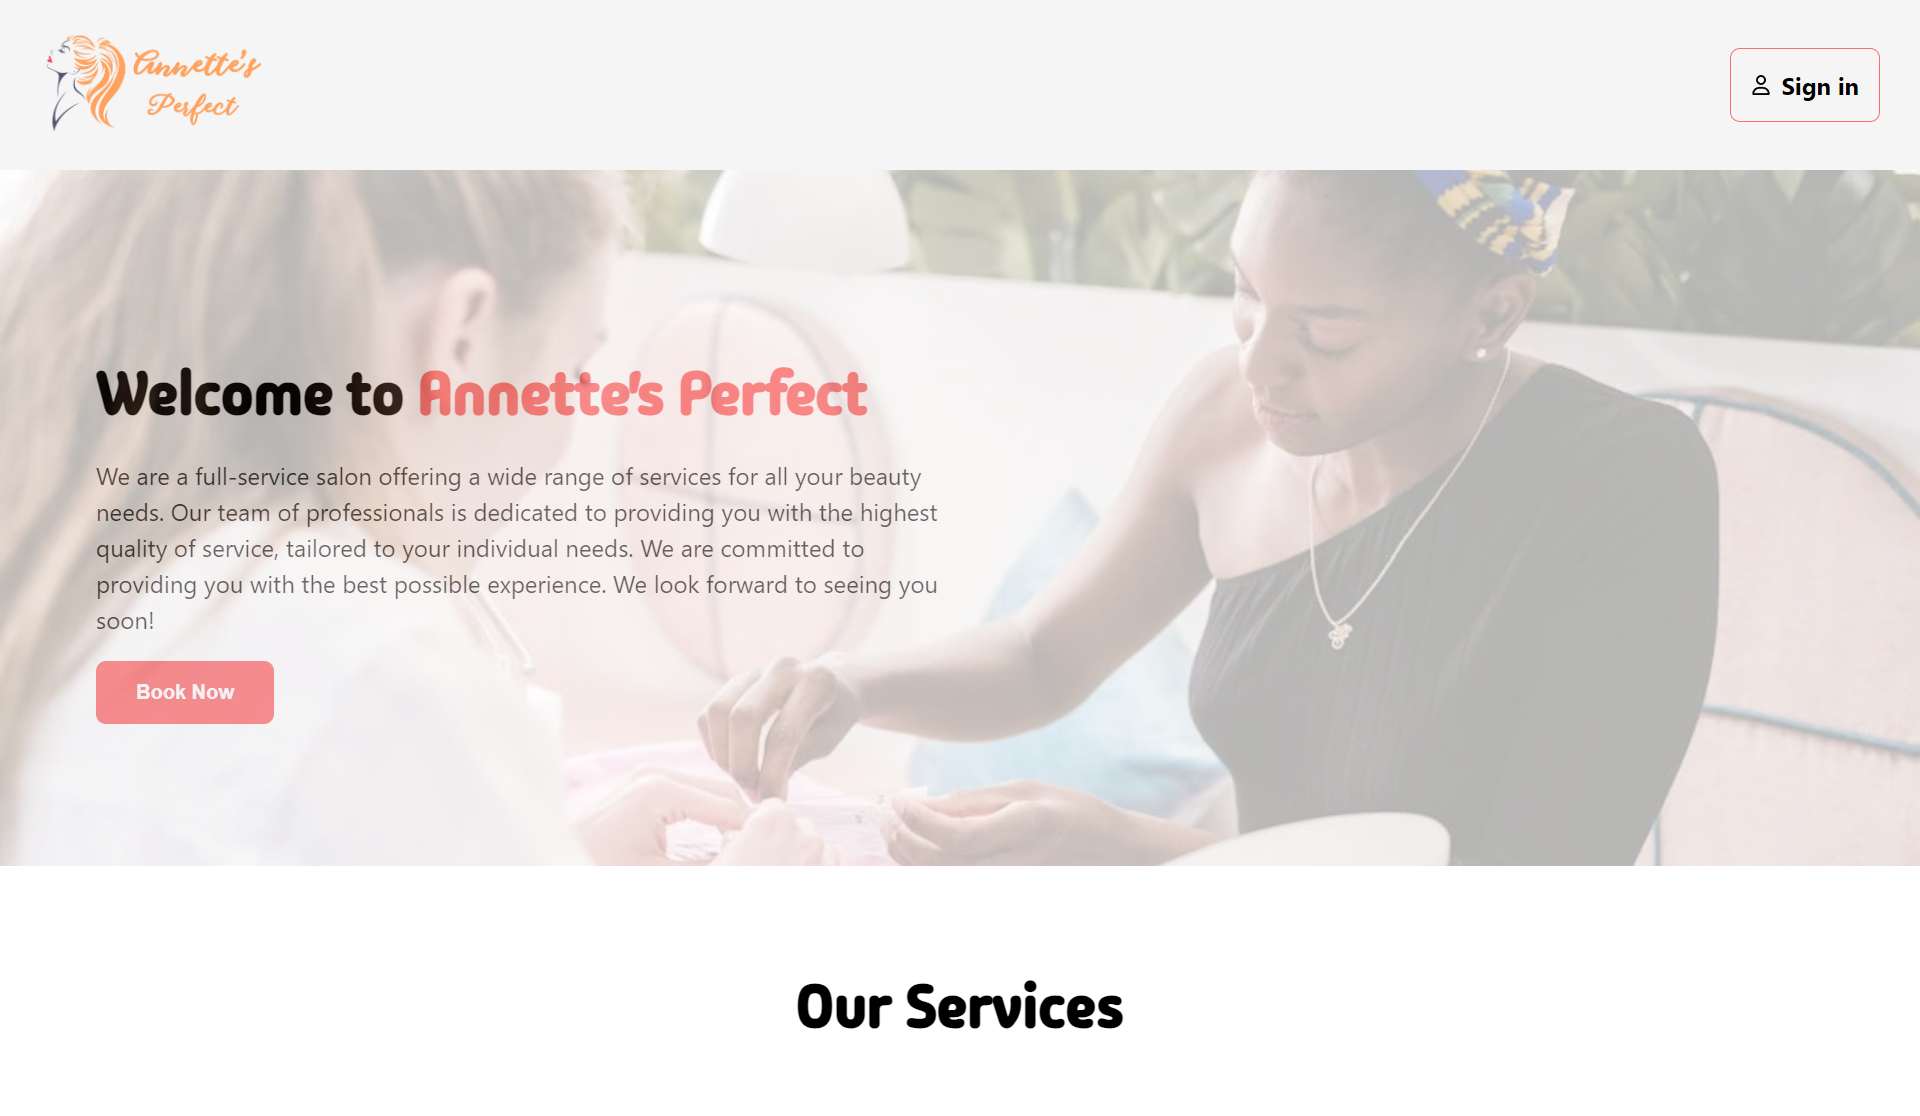 Annette's
Perfect
Sign in
Welcome to Annette's Perfect
We are a full-service salon offering a wide range of services for all your beauty
needs. Our team of professionals is dedicated to providing you with the highest
quality of service, tailored to your individual needs. We are committed to
providing you with the best possible experience. We look forward to seeing you
soon!
Book Now
Our Services